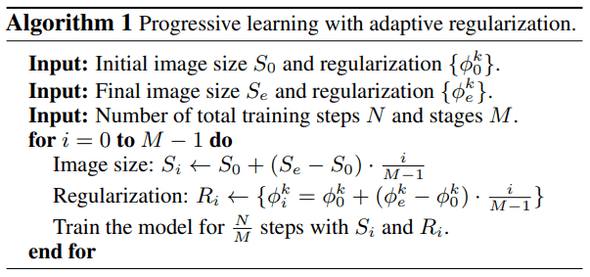 Algorithm 1 Progressive learning with adaptive regularization.
Input: Initial image size $S_0$ and regularization $\{\phi_0^k\}$.
Input: Final image size $S_e$ and regularization $\{\phi_e^k\}$.
Input: Number of total training steps $N$ and stages $M$.
for $i = 0$ to $M - 1$ do
Image size: $S_i \leftarrow S_0 + (S_e - S_0) \cdot \frac{i}{M-1}$
Regularization: $R_i \leftarrow \{\phi_i^k = \phi_0^k + (\phi_e^k - \phi_0^k) \cdot \frac{i}{M-1}\}$
Train the model for $\frac{N}{M}$ steps with $S_i$ and $R_i$.
end for